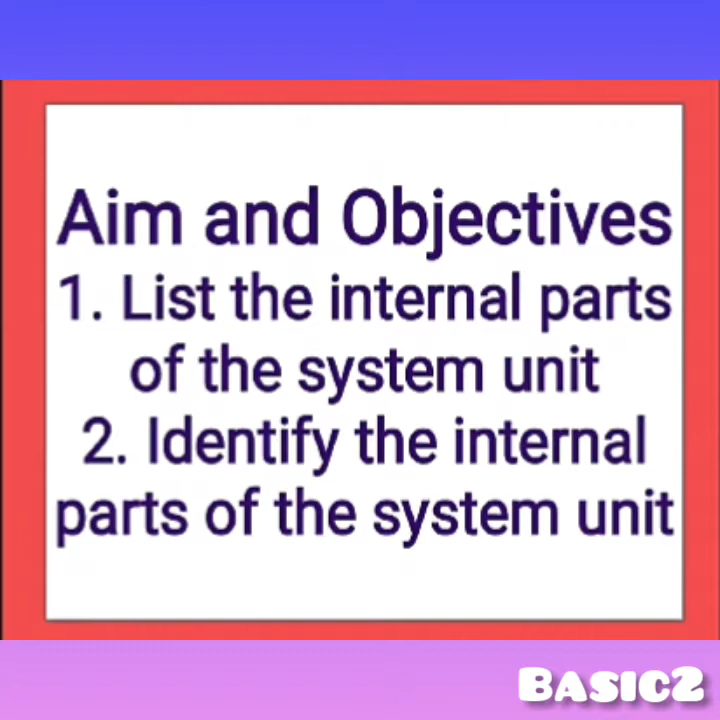 Aim and Objectives
1. List the internal parts
of the system unit
2. Identify the internal
parts of the system unit
Basic2